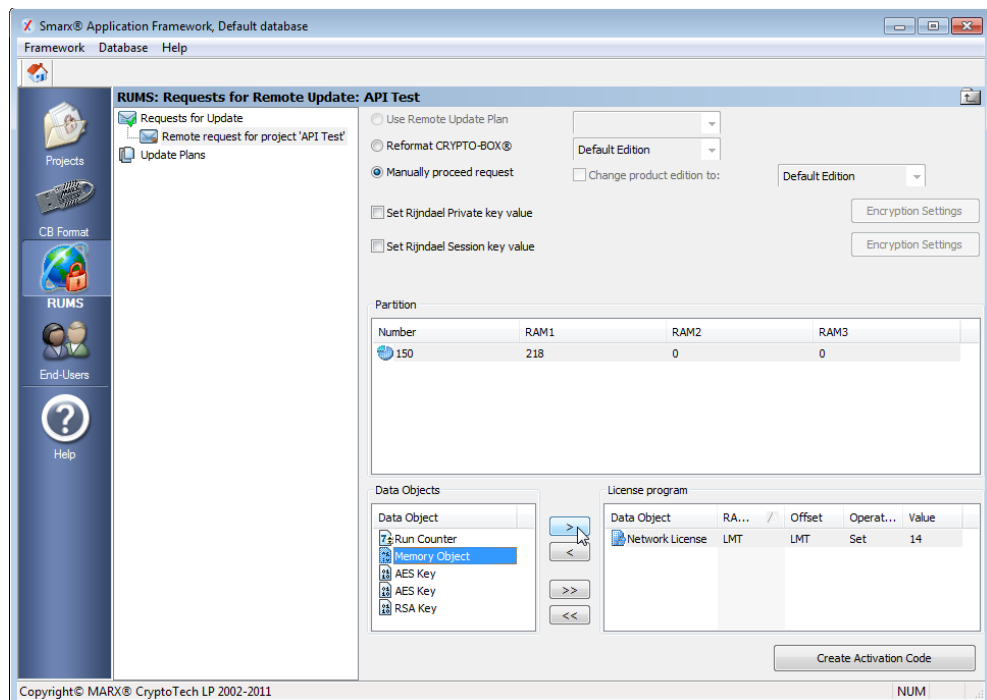 Smarx® Application Framework, Default database
Framework Database Help
RUMS: Requests for Remote Update: API Test
Projects
CB Format
RUMS
End-Users
Help
Requests for Update
Remote request for project 'API Test'
Update Plans
Use Remote Update Plan
Reformat CRYPTO-BOX® Default Edition
Manually proceed request Change product edition to: Default Edition
Set Rijndael Private key value Encryption Settings
Set Rijndael Session key value Encryption Settings
Partition
Number RAM1 RAM2 RAM3
150 218 0 0
Data Objects
Data Object
Run Counter
Memory Object
AES Key
AES Key
RSA Key
>
<
>>
<<
License program
Data Object RA... Offset Operat... Value
Network License LMT LMT Set 14
Create Activation Code
Copyright© MARX® CryptoTech LP 2002-2011 NUM